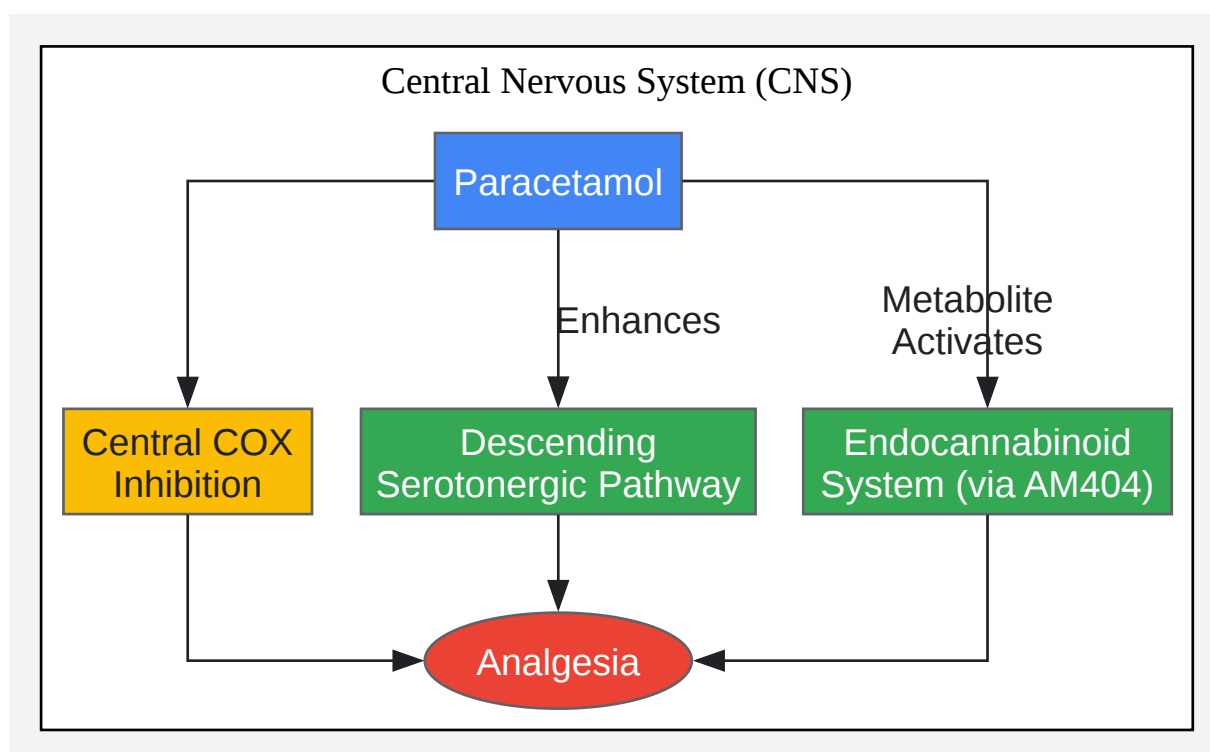 Central Nervous System (CNS)
Paracetamol
Enhances
Metabolite
Activates
Central COX
Inhibition
Descending
Serotonergic Pathway
Endocannabinoid
System (via AM404)
Analgesia